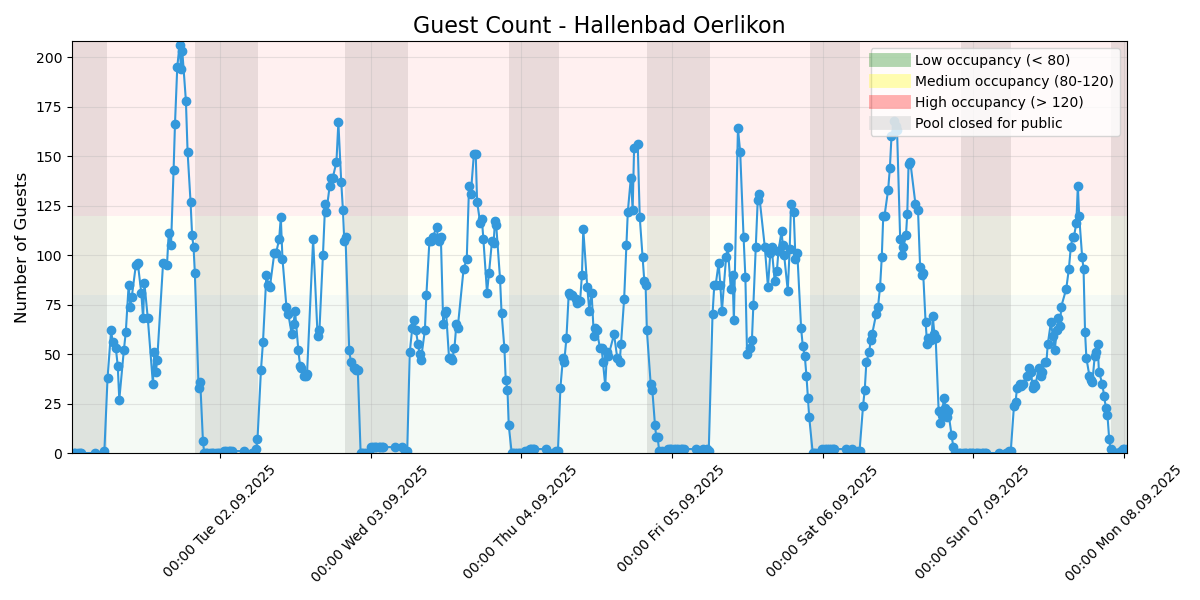 Guest Count - Hallenbad Oerlikon
Number of Guests
200
175
150
125
100
75
50
25
0
Low occupancy (< 80)
Medium occupancy (80-120)
High occupancy (> 120)
Pool closed for public
00:00 Tue 02.09.2025
00:00 Wed 03.09.2025
00:00 Thu 04.09.2025
00:00 Fri 05.09.2025
00:00 Sat 06.09.2025
00:00 Sun 07.09.2025
00:00 Mon 08.09.2025